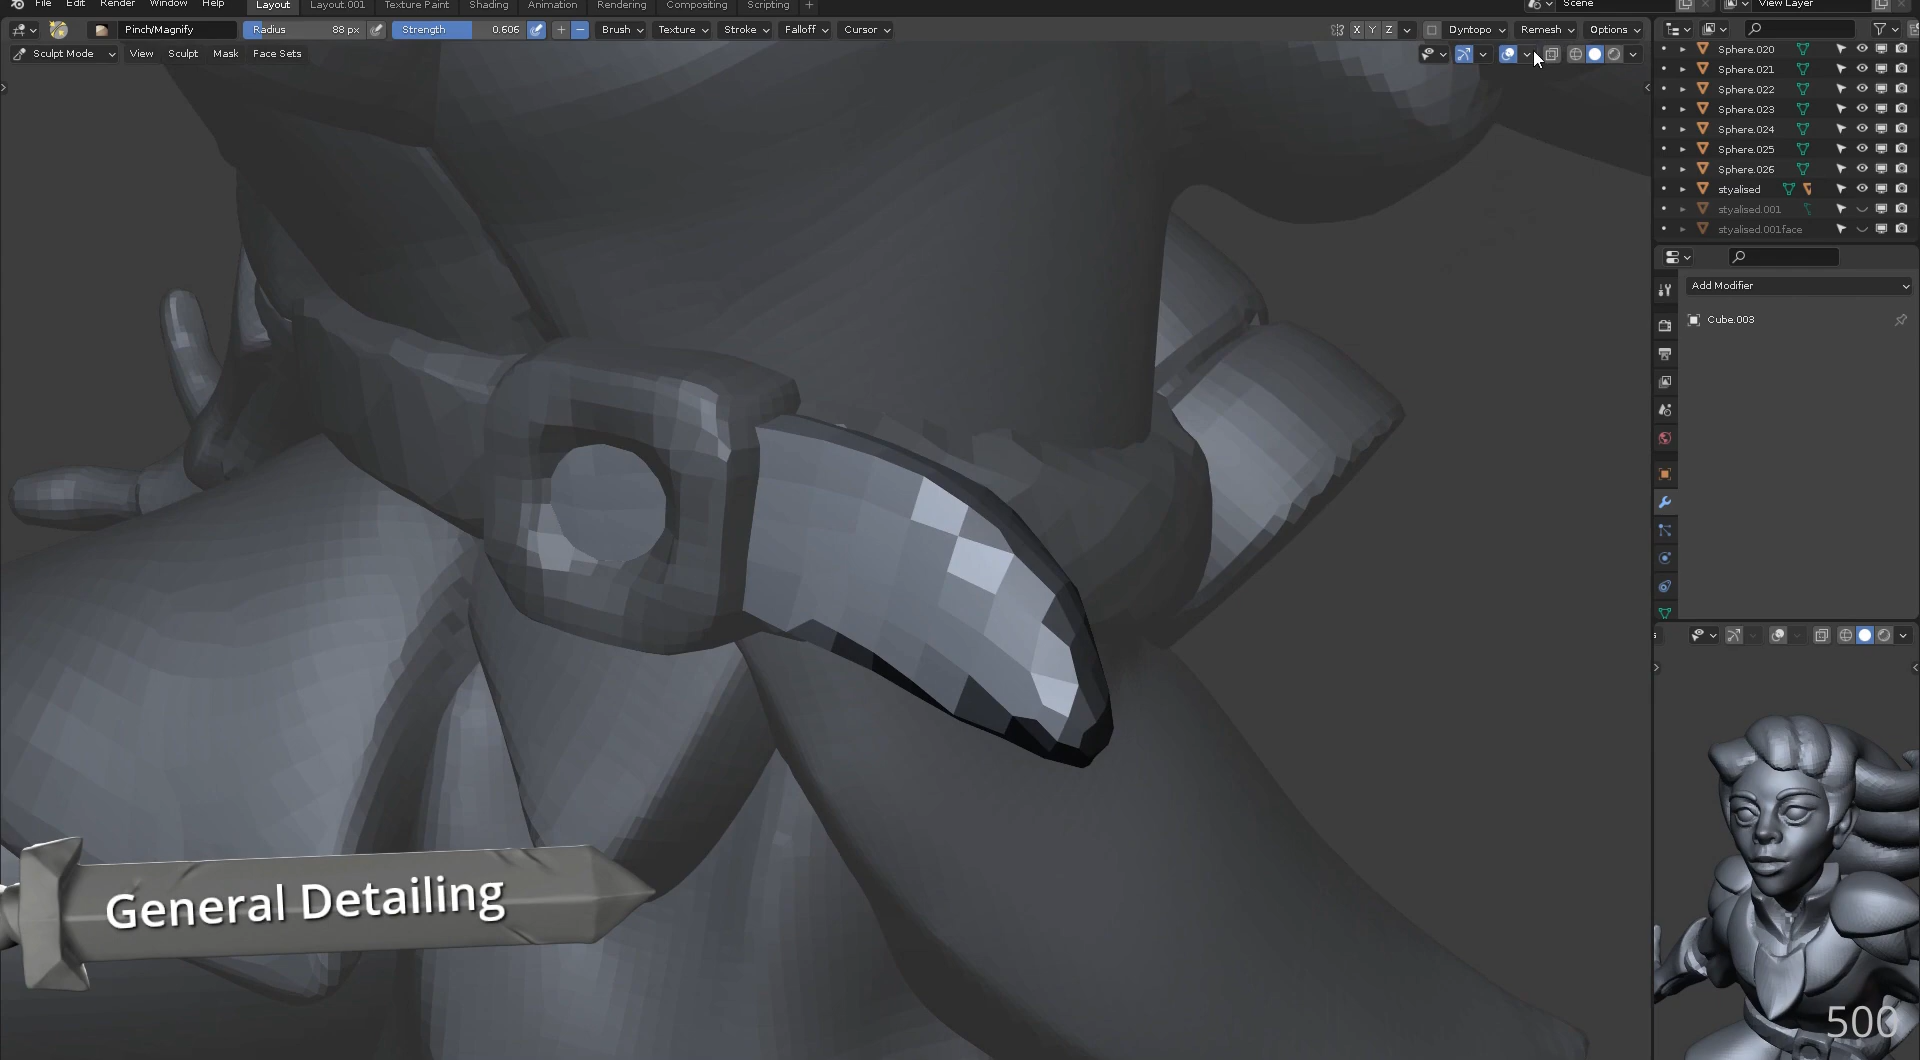 File Edit Render Window Help Layout Layout.001 Texture Paint Shading Animation Rendering Compositing Scripting + Scene View Layer
Pinch/Magnify Radius 88 px Strength 0.606 Brush Texture Stroke Falloff Cursor X Y Z Dyntopo Remesh Options
Sculpt Mode View Sculpt Mask Face Sets
Sphere.020
Sphere.021
Sphere.022
Sphere.023
Sphere.024
Sphere.025
Sphere.026
styalised
styalised.001
styalised.001face
Add Modifier
Cube.003
General Detailing
500